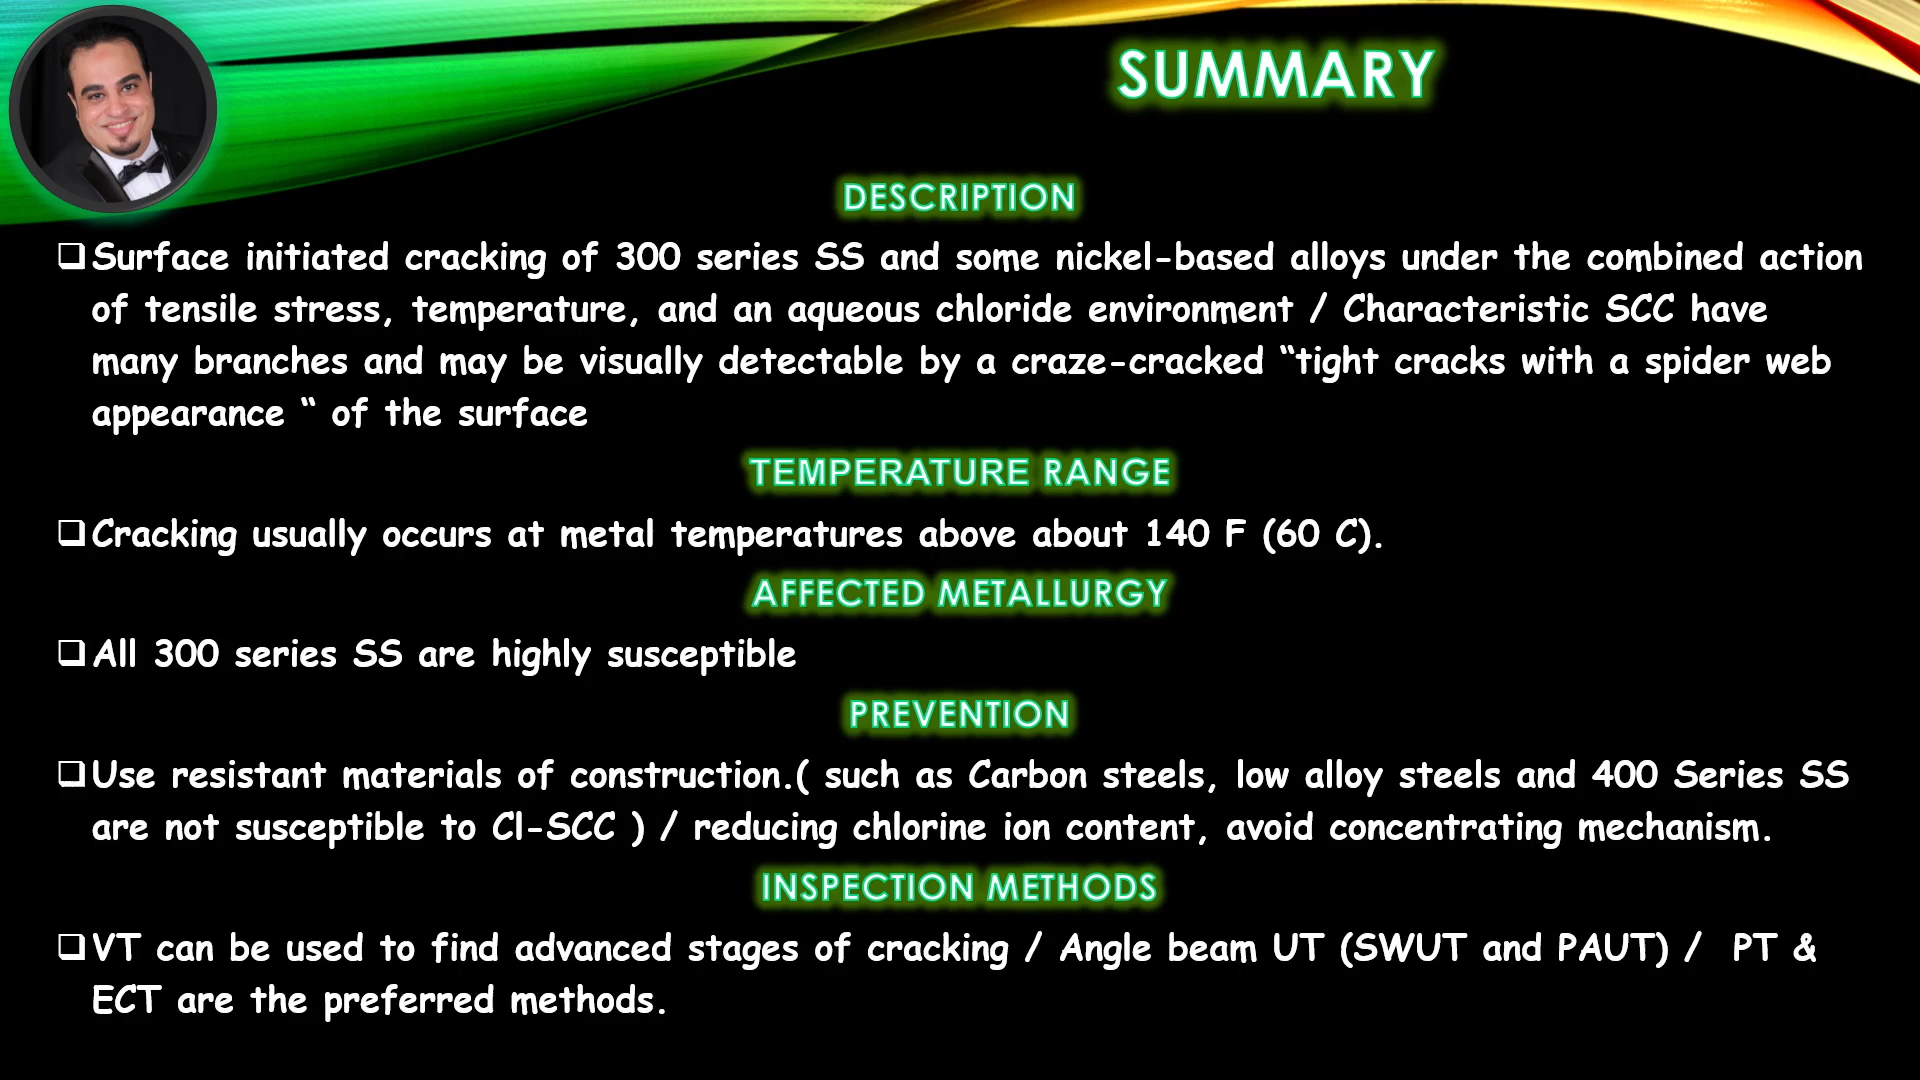 SUMMARY
DESCRIPTION
❑Surface initiated cracking of 300 series SS and some nickel-based alloys under the combined action
of tensile stress, temperature, and an aqueous chloride environment / Characteristic SCC have
many branches and may be visually detectable by a craze-cracked “tight cracks with a spider web
appearance “ of the surface
TEMPERATURE RANGE
❑Cracking usually occurs at metal temperatures above about 140 F (60 C).
AFFECTED METALLURGY
❑All 300 series SS are highly susceptible
PREVENTION
❑Use resistant materials of construction.( such as Carbon steels, low alloy steels and 400 Series SS
are not susceptible to Cl-SCC ) / reducing chlorine ion content, avoid concentrating mechanism.
INSPECTION METHODS
❑VT can be used to find advanced stages of cracking / Angle beam UT (SWUT and PAUT) /  PT &
ECT are the preferred methods.